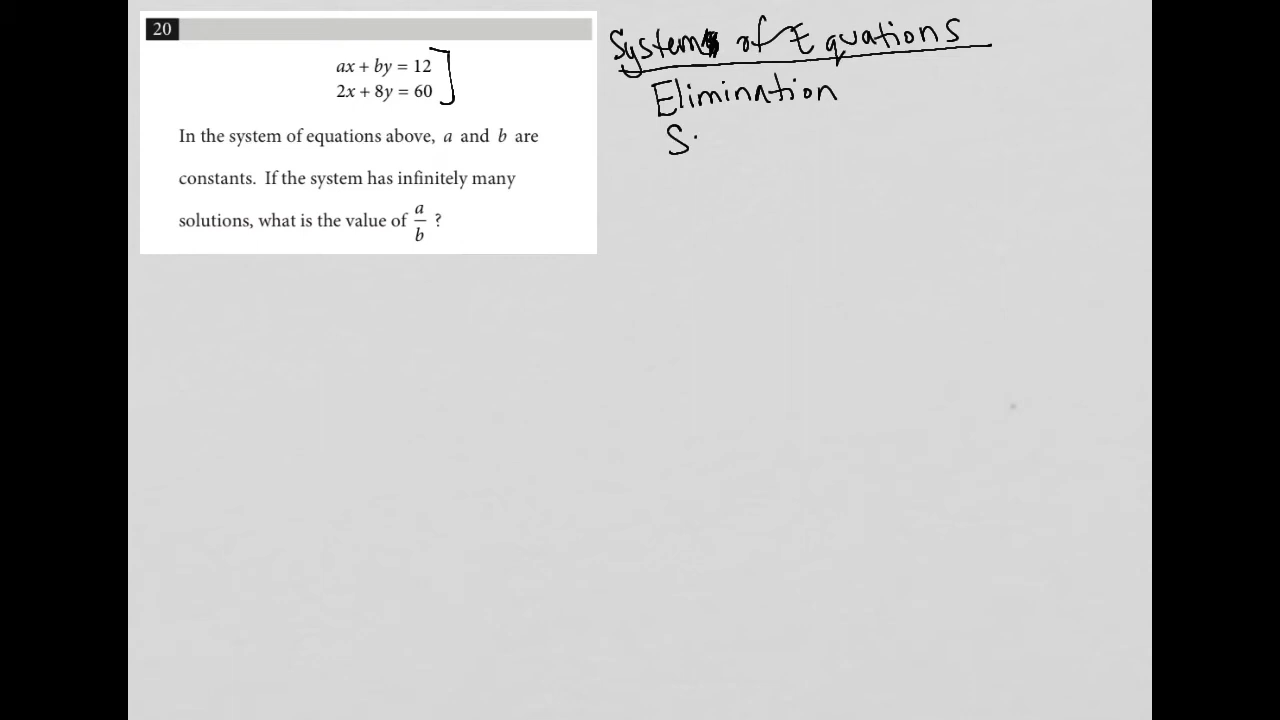 20
ax + by = 12
2x + 8y = 60
In the system of equations above, a and b are
constants. If the system has infinitely many
solutions, what is the value of a/b ?
System of Equations
Elimination
S